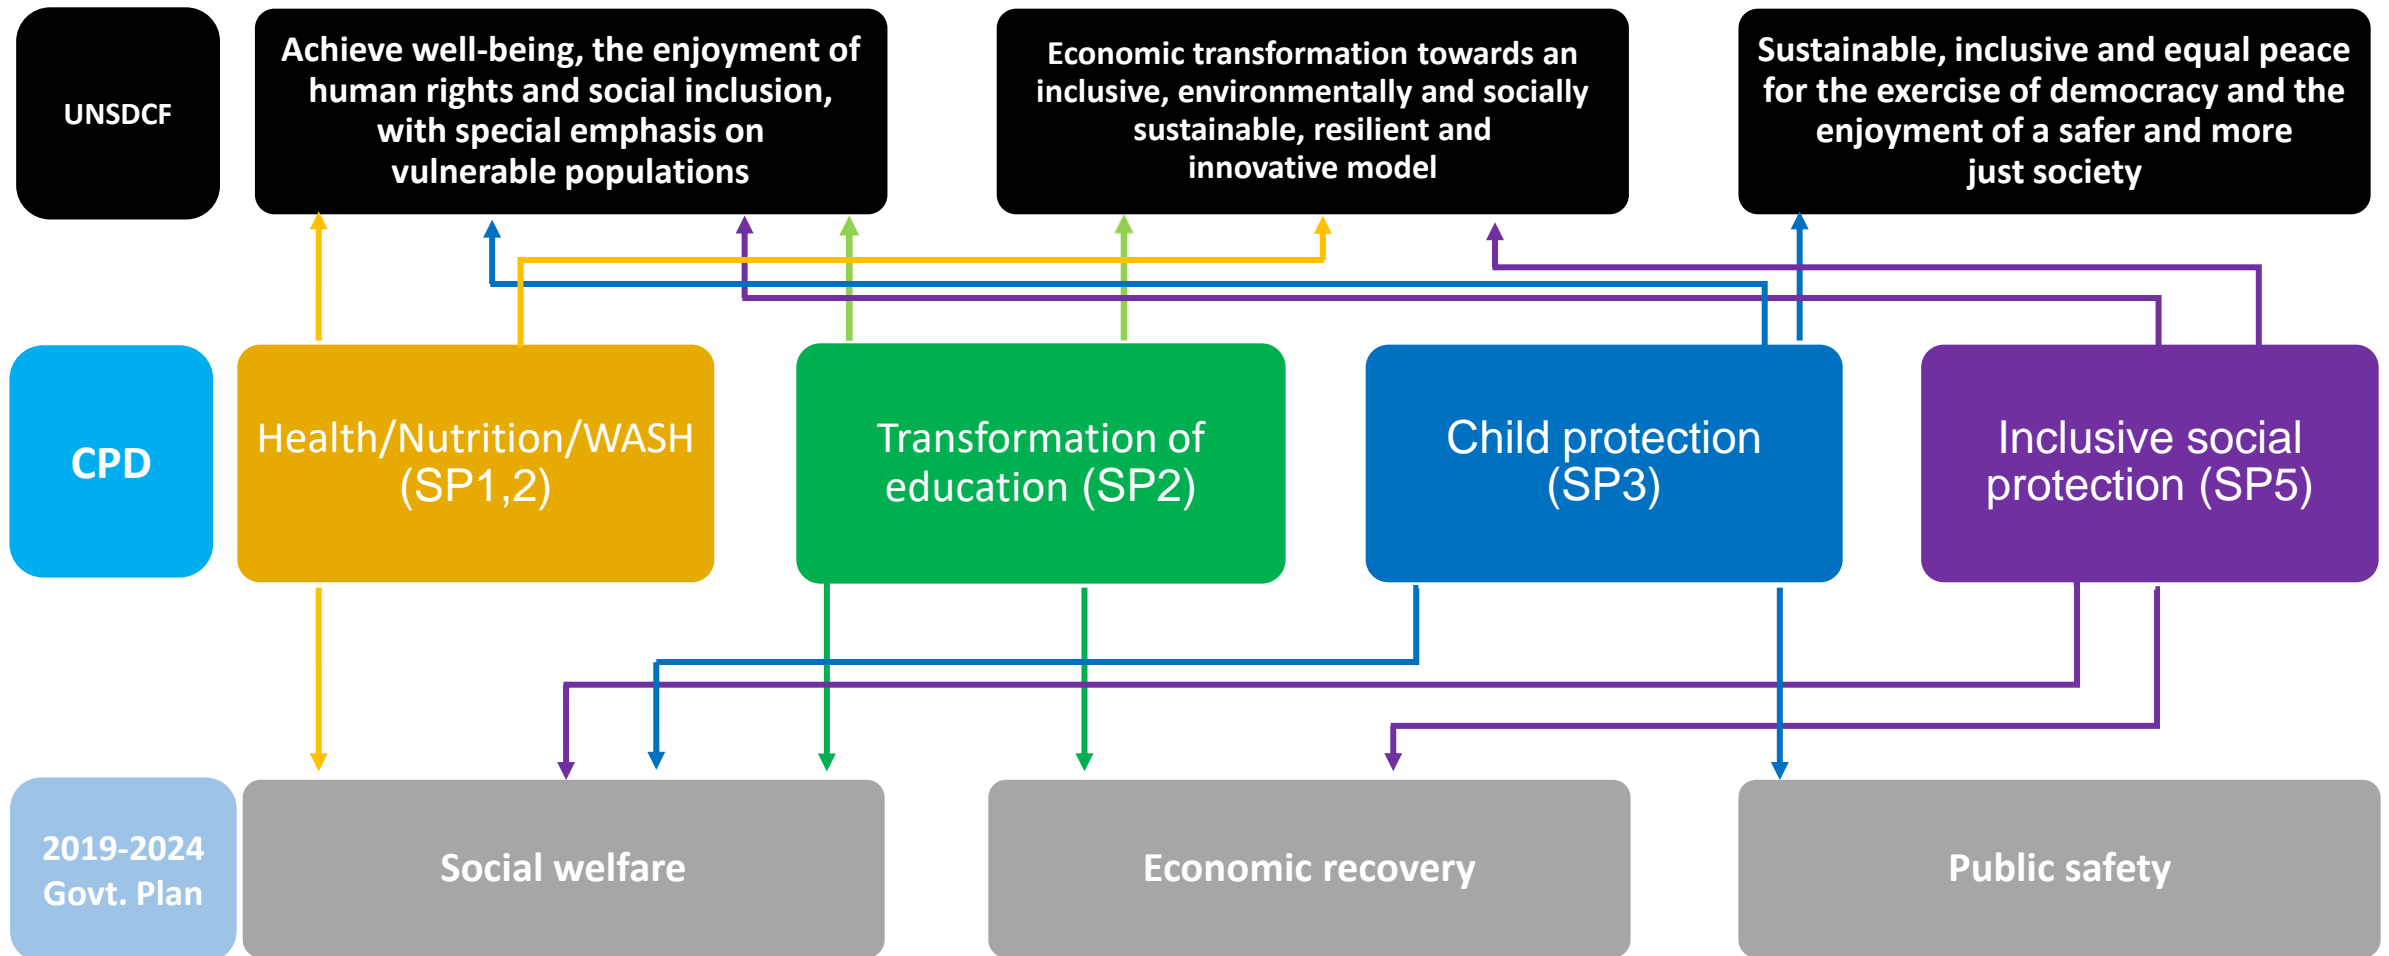 UNSDCF
Achieve well-being, the enjoyment of
human rights and social inclusion,
with special emphasis on
vulnerable populations
Economic transformation towards an
inclusive, environmentally and socially
sustainable, resilient and
innovative model
Sustainable, inclusive and equal peace
for the exercise of democracy and the
enjoyment of a safer and more
just society
CPD
Health/Nutrition/WASH
(SP1,2)
Transformation of
education (SP2)
Child protection
(SP3)
Inclusive social
protection (SP5)
2019-2024
Govt. Plan
Social welfare
Economic recovery
Public safety